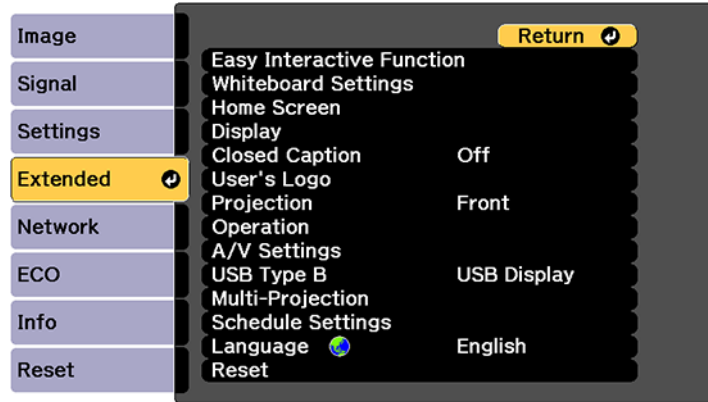 Image
Signal
Settings
Extended
Network
ECO
Info
Reset
Return
Easy Interactive Function
Whiteboard Settings
Home Screen
Display
Closed Caption Off
User's Logo
Projection Front
Operation
A/V Settings
USB Type B USB Display
Multi-Projection
Schedule Settings
Language English
Reset